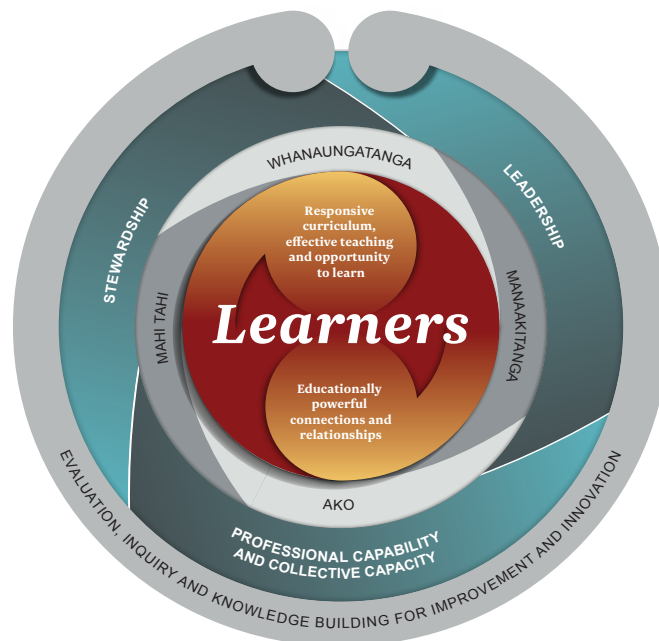 WHANAUNGATANGA
LEADERSHIP
STEWARDSHIP
Responsive
curriculum,
effective teaching
and opportunity
to learn
MAHI TAHI
Learners
MANAAKITANGA
Educationally
powerful
connections and
relationships
AKO
PROFESSIONAL CAPABILITY
AND COLLECTIVE CAPACITY
EVALUATION, INQUIRY AND KNOWLEDGE BUILDING FOR IMPROVEMENT AND INNOVATION